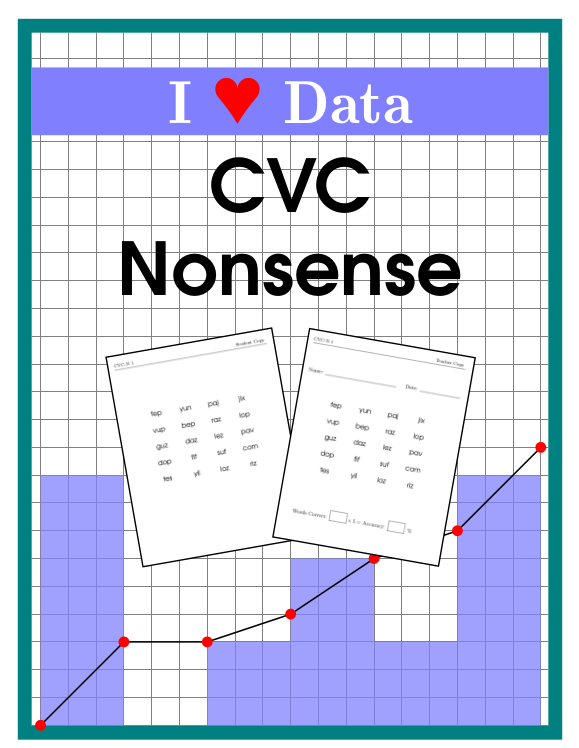 I ♥ Data
CVC
Nonsense
CVC-N 1 Student Copy
fep yun paj jix
vup bep raz lop
guz daz lez pav
dop fif suf com
tes yil loz riz
CVC-N 1 Teacher Copy
Name: Date:
fep yun paj jix
vup bep raz lop
guz daz lez pav
dop fif suf com
tes yil loz riz
Words Correct: x 5 = Accuracy: %